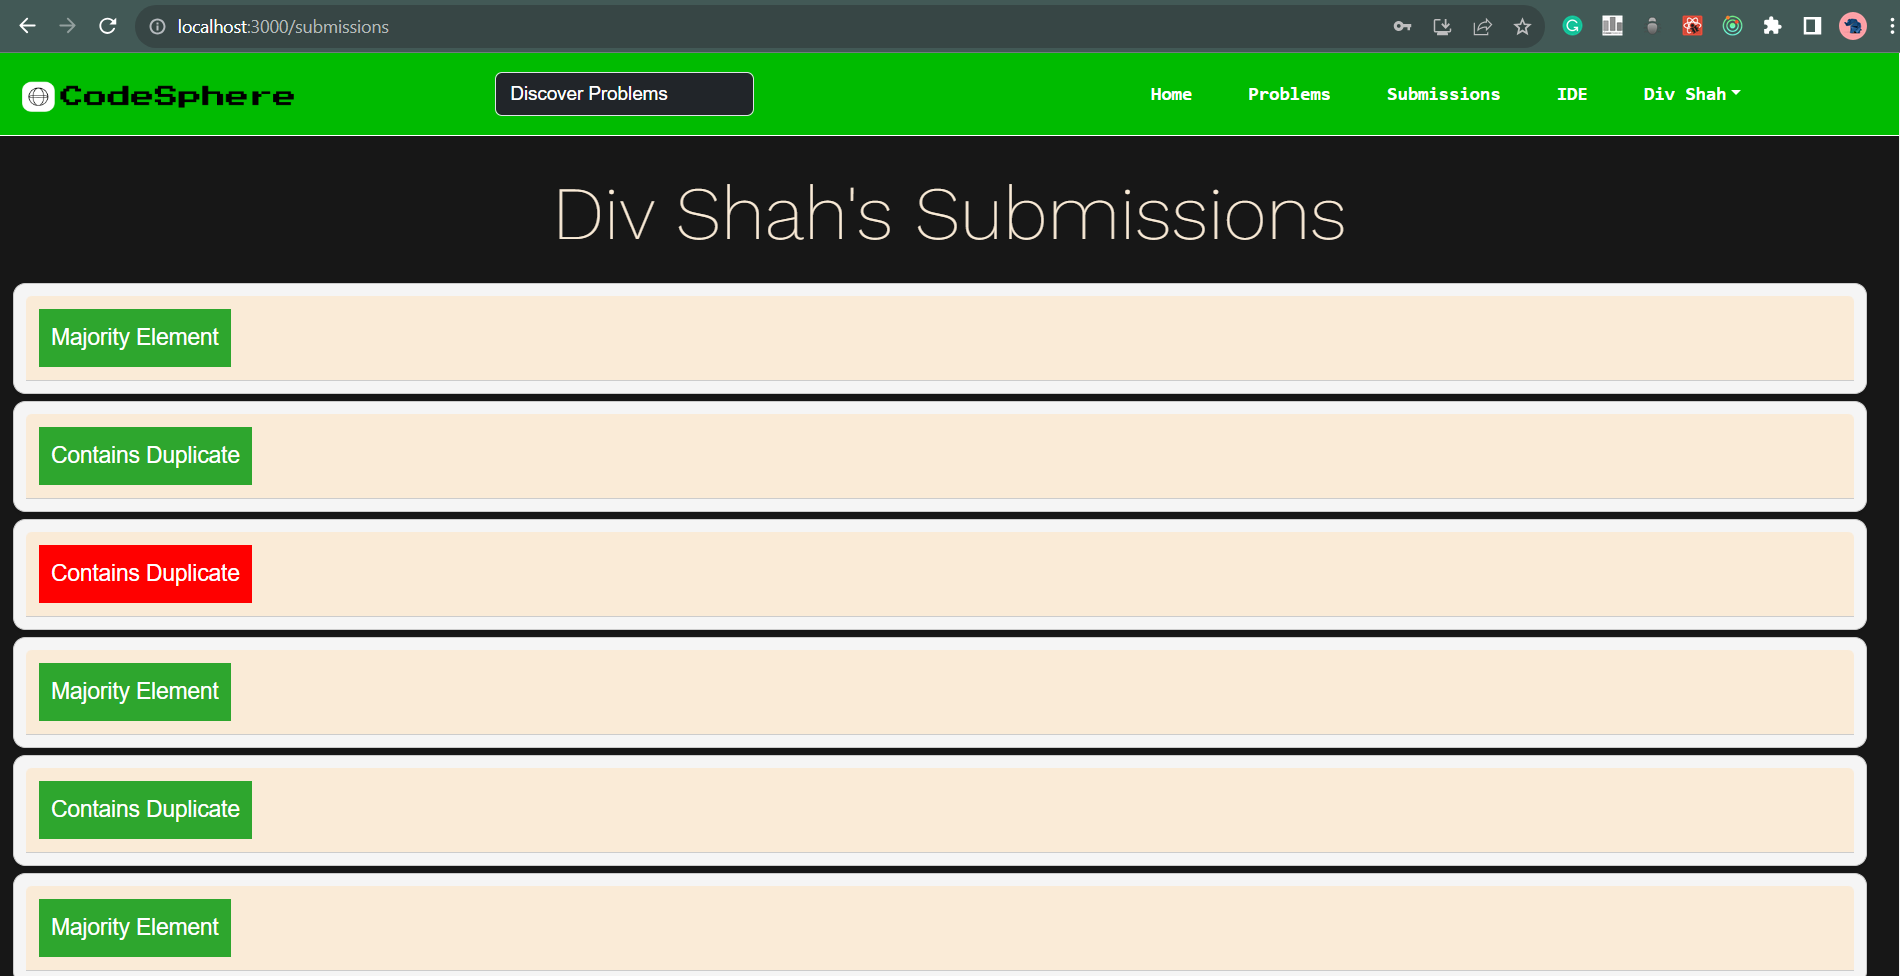 localhost:3000/submissions
CodeSphere
Discover Problems
Home
Problems
Submissions
IDE
Div Shah
Div Shah's Submissions
Majority Element
Contains Duplicate
Contains Duplicate
Majority Element
Contains Duplicate
Majority Element